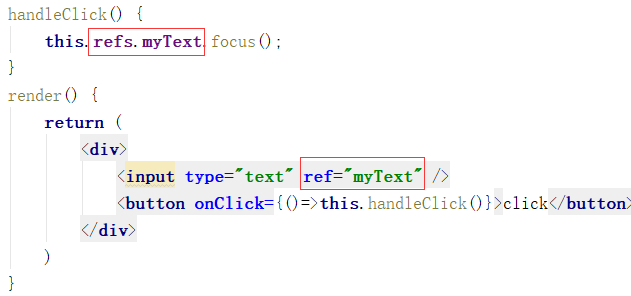 handleClick() {
this.refs.myText.focus();
}
render() {
return (
<div>
<input type="text" ref="myText" />
<button onClick={()=>this.handleClick()}>click</button>
</div>
)
}